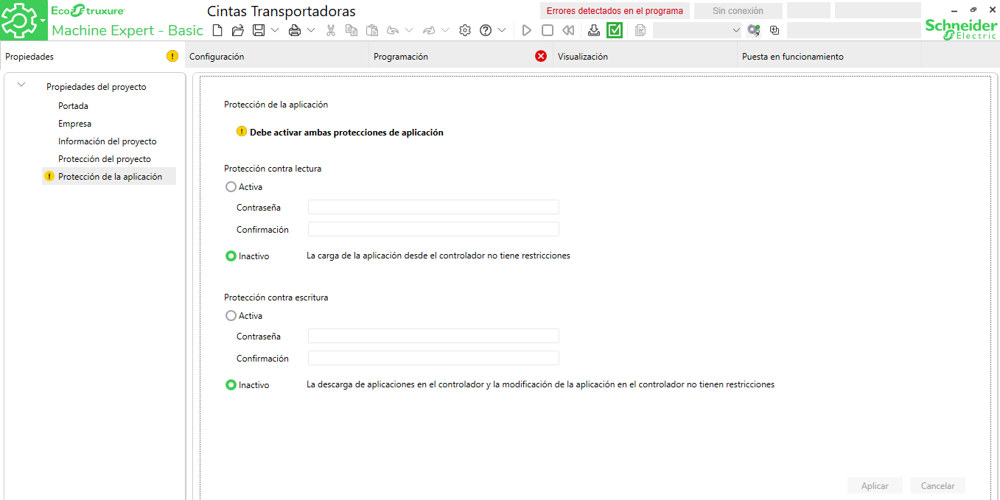 EcoStruxure
Machine Expert - Basic
Cintas Transportadoras
Errores detectados en el programa
Sin conexión
Schneider
Electric
Propiedades
Configuración
Programación
Visualización
Puesta en funcionamiento
Propiedades del proyecto
Portada
Empresa
Información del proyecto
Protección del proyecto
Protección de la aplicación
Protección de la aplicación
Debe activar ambas protecciones de aplicación
Protección contra lectura
Activa
Contraseña
Confirmación
Inactivo La carga de la aplicación desde el controlador no tiene restricciones
Protección contra escritura
Activa
Contraseña
Confirmación
Inactivo La descarga de aplicaciones en el controlador y la modificación de la aplicación en el controlador no tienen restricciones
Aplicar Cancelar